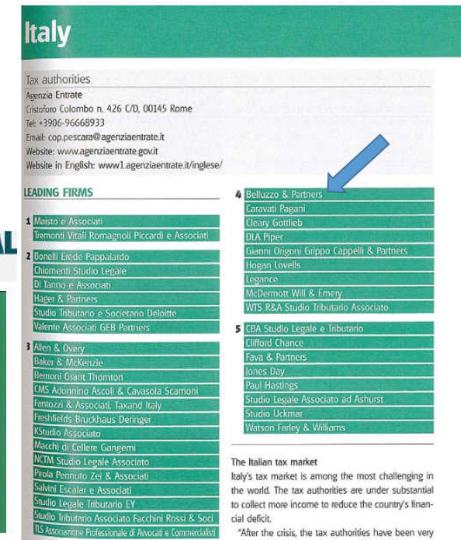 Italy
Tax authorities
Agenzia Entrate
Cristoforo Colombo n. 426 C/D, 00145 Rome
Tel: +3906-96668933
Email: cop.pescara@agenziaentrate.it
Website: www.agenziaentrate.gov.it
Website in English: www1.agenziaentrate.it/inglese/
LEADING FIRMS
1 Maisto e Associati
Tremonti Vitali Romagnoli Piccardi e Associati
2 Bonelli Erede Pappalardo
Chiomenti Studio Legale
Di Tanno e Associati
Hager & Partners
Studio Tributario e Societario Deloitte
Valente Associati GEB Partners
3 Allen & Overy
Baker & McKenzie
Bernoni Grant Thornton
CMS Adonnino Ascoli & Cavasola Scamoni
Fantozzi & Associati, Taxand Italy
Freshfields Bruckhaus Deringer
KStudio Associato
Macchi di Cellere Gangemi
NCTM Studio Legale Associato
Pirola Pennuto Zei & Associati
Salvini Escalar e Associati
Studio Legale Tributario EY
Studio Tributario Associato Facchini Rossi & Soci
TLS Associazione Professionale di Avvocati e Commercialisti
4 Belluzzo & Partners
Caravati Pagani
Cleary Gottlieb
DLA Piper
Gianni Origoni Grippo Cappelli & Partners
Hogan Lovells
Legance
McDermott Will & Emery
WTS R&A Studio Tributario Associato
5 CBA Studio Legale e Tributario
Clifford Chance
Fava & Partners
Jones Day
Paul Hastings
Studio Legale Associato ad Ashurst
Studio Uckmar
Watson Farley & Williams
The Italian tax market
Italy's tax market is among the most challenging in
the world. The tax authorities are under substantial
to collect more income to reduce the country's finan-
cial deficit.
"After the crisis, the tax authorities have been very
AL